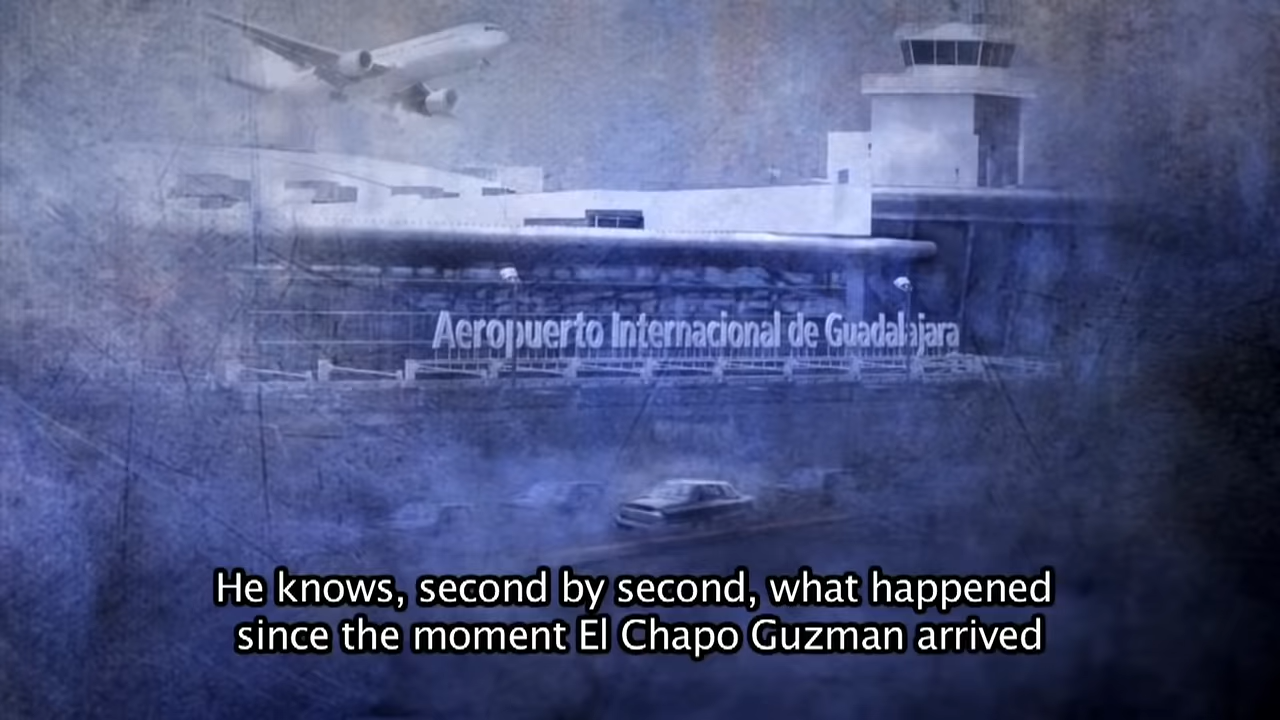 Aeropuerto Internacional de Guadalajara
He knows, second by second, what happened
since the moment El Chapo Guzman arrived